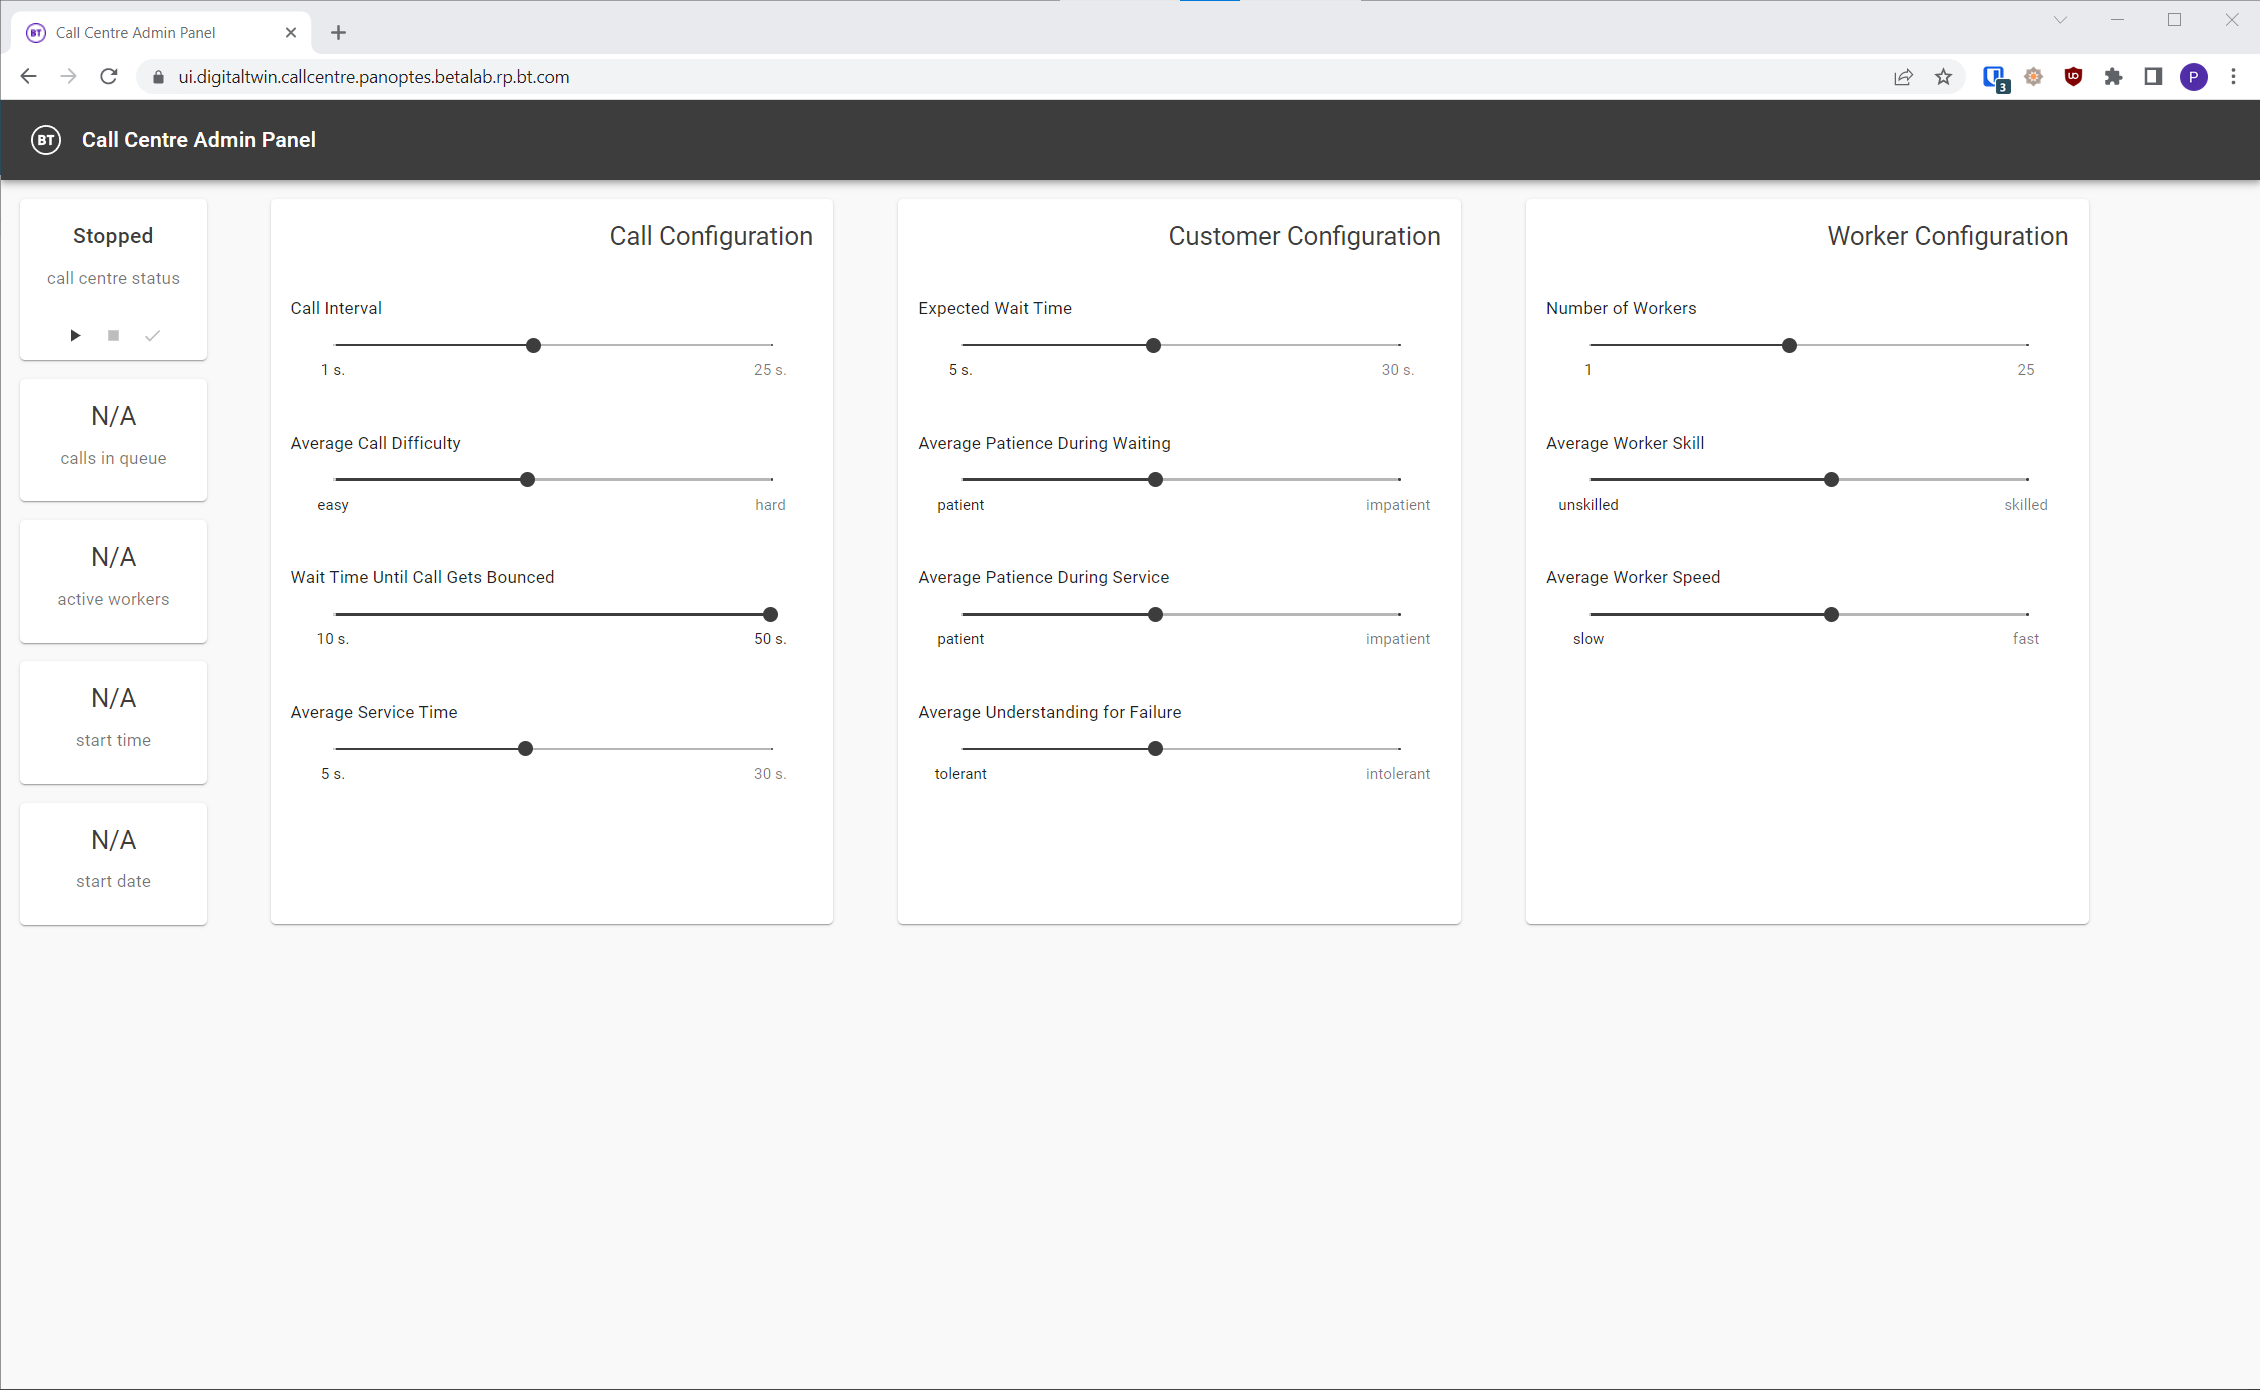 BT Call Centre Admin Panel
ui.digitaltwin.callcentre.panoptes.betalab.rp.bt.com
3
P
BT Call Centre Admin Panel
Stopped
call centre status
N/A
calls in queue
N/A
active workers
N/A
start time
N/A
start date
Call Configuration
Call Interval
1 s. 25 s.
Average Call Difficulty
easy hard
Wait Time Until Call Gets Bounced
10 s. 50 s.
Average Service Time
5 s. 30 s.
Customer Configuration
Expected Wait Time
5 s. 30 s.
Average Patience During Waiting
patient impatient
Average Patience During Service
patient impatient
Average Understanding for Failure
tolerant intolerant
Worker Configuration
Number of Workers
1 25
Average Worker Skill
unskilled skilled
Average Worker Speed
slow fast